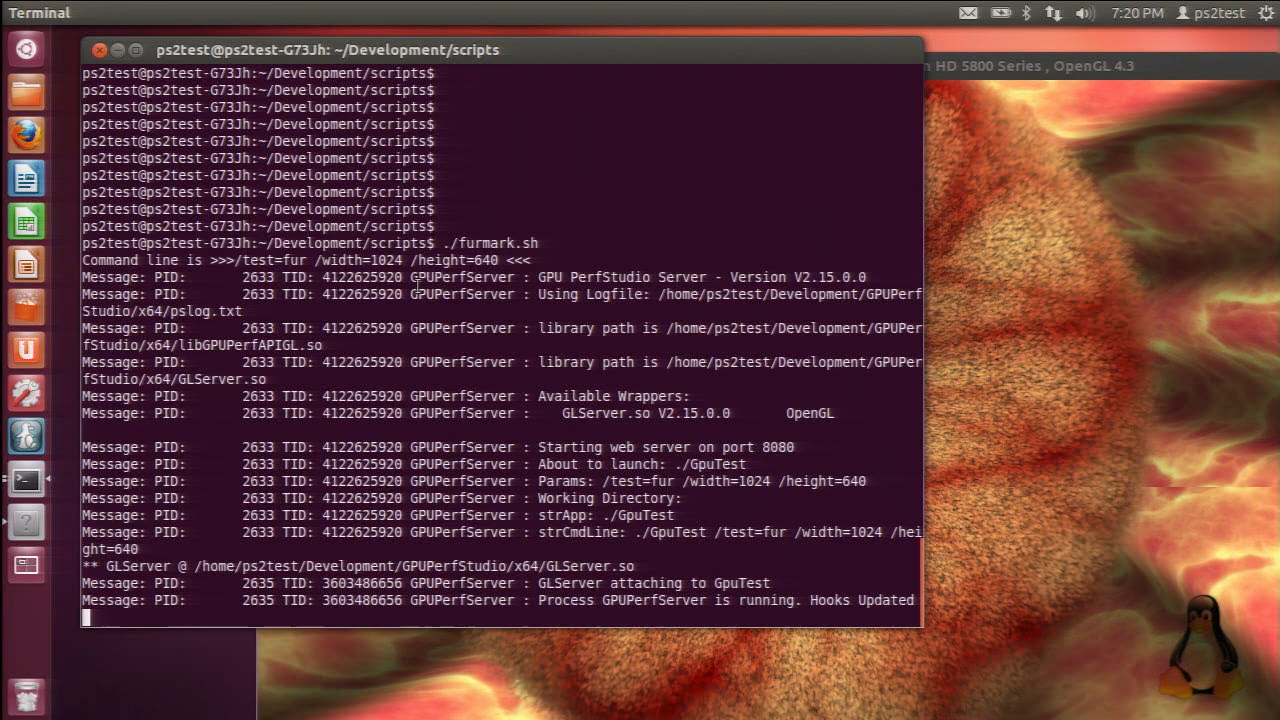 Terminal
7:20 PM
ps2test
ps2test@ps2test-G73Jh: ~/Development/scripts
HD 5800 Series , OpenGL 4.3
ps2test@ps2test-G73Jh:~/Development/scripts$
ps2test@ps2test-G73Jh:~/Development/scripts$
ps2test@ps2test-G73Jh:~/Development/scripts$
ps2test@ps2test-G73Jh:~/Development/scripts$
ps2test@ps2test-G73Jh:~/Development/scripts$
ps2test@ps2test-G73Jh:~/Development/scripts$
ps2test@ps2test-G73Jh:~/Development/scripts$
ps2test@ps2test-G73Jh:~/Development/scripts$
ps2test@ps2test-G73Jh:~/Development/scripts$
ps2test@ps2test-G73Jh:~/Development/scripts$
ps2test@ps2test-G73Jh:~/Development/scripts$ ./furmark.sh
Command line is >>>/test=fur /width=1024 /height=640 <<<
Message: PID: 2633 TID: 4122625920 GPUPerfServer : GPU PerfStudio Server - Version V2.15.0.0
Message: PID: 2633 TID: 4122625920 GPUPerfServer : Using Logfile: /home/ps2test/Development/GPUPerf
Studio/x64/pslog.txt
Message: PID: 2633 TID: 4122625920 GPUPerfServer : library path is /home/ps2test/Development/GPUPer
fStudio/x64/libGPUPerfAPIGL.so
Message: PID: 2633 TID: 4122625920 GPUPerfServer : library path is /home/ps2test/Development/GPUPer
fStudio/x64/GLServer.so
Message: PID: 2633 TID: 4122625920 GPUPerfServer : Available Wrappers:
Message: PID: 2633 TID: 4122625920 GPUPerfServer : GLServer.so V2.15.0.0 OpenGL
Message: PID: 2633 TID: 4122625920 GPUPerfServer : Starting web server on port 8080
Message: PID: 2633 TID: 4122625920 GPUPerfServer : About to launch: ./GpuTest
Message: PID: 2633 TID: 4122625920 GPUPerfServer : Params: /test=fur /width=1024 /height=640
Message: PID: 2633 TID: 4122625920 GPUPerfServer : Working Directory:
Message: PID: 2633 TID: 4122625920 GPUPerfServer : strApp: ./GpuTest
Message: PID: 2633 TID: 4122625920 GPUPerfServer : strCmdLine: ./GpuTest /test=fur /width=1024 /hei
ght=640
** GLServer @ /home/ps2test/Development/GPUPerfStudio/x64/GLServer.so
Message: PID: 2635 TID: 3603486656 GPUPerfServer : GLServer attaching to GpuTest
Message: PID: 2635 TID: 3603486656 GPUPerfServer : Process GPUPerfServer is running. Hooks Updated